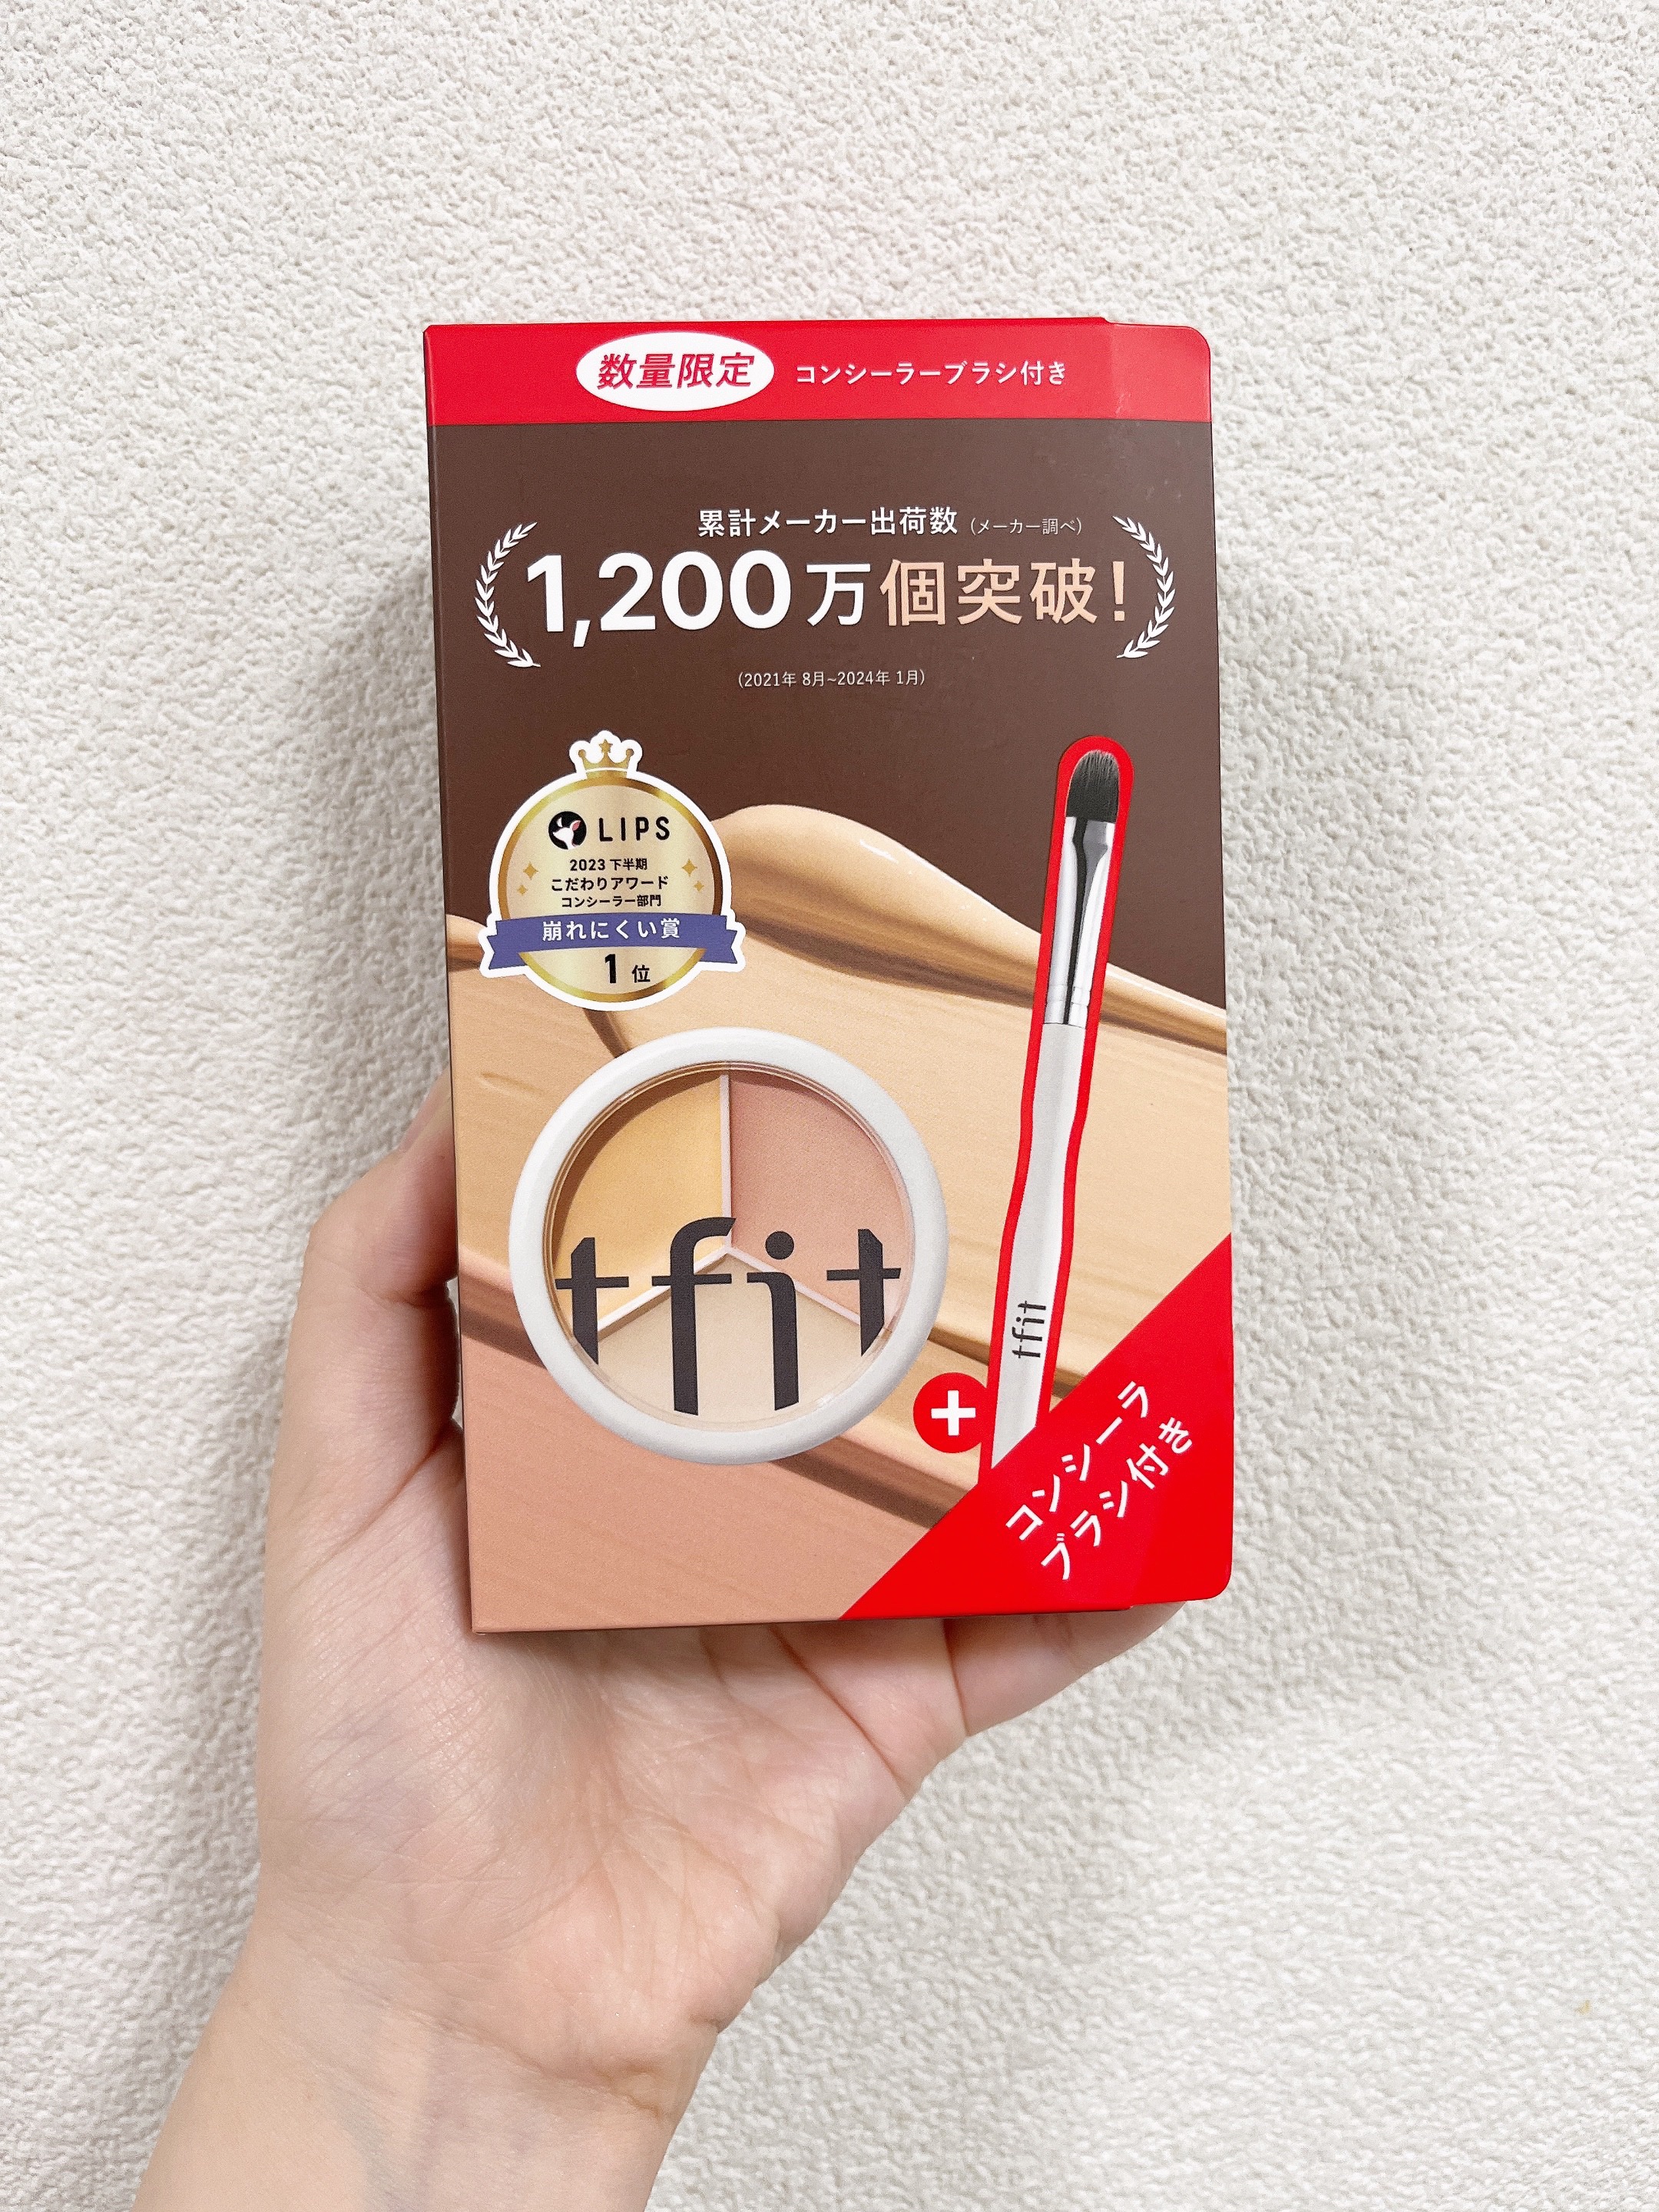 数量限定 コンシーラーブラシ付き
累計メーカー出荷数 (メーカー調べ)
1,200万個突破!
(2021年 8月~2024年 1月)
LIPS
2023 下半期
こだわりアワード
コンシーラー部門
崩れにくい賞
1位
tfit
tfit
+
コンシーラ
ブラシ付き